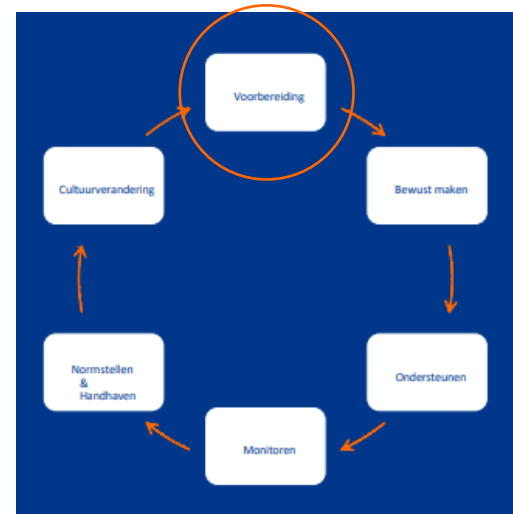 Voorbereiding
Bewust maken
Ondersteunen
Monitoren
Normstellen
&
Handhaven
Cultuurverandering